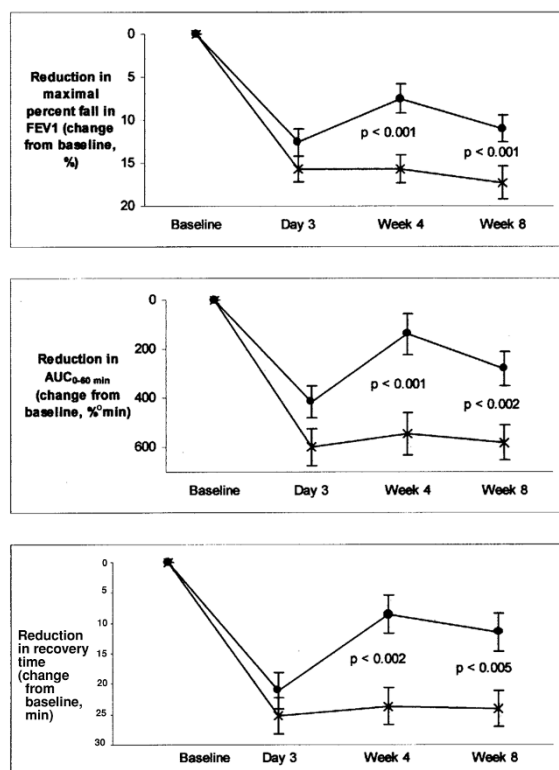 Reduction in
maximal
percent fall in
FEV1 (change
from baseline,
%)
0
5
10
15
20
p < 0.001
p < 0.001
Baseline
Day 3
Week 4
Week 8
Reduction in
AUC0-60 min
(change from
baseline, %°min)
0
200
400
600
p < 0.001
p < 0.002
Baseline
Day 3
Week 4
Week 8
Reduction
in recovery
time
(change
from
baseline,
min)
0
5
10
15
20
25
30
p < 0.002
p < 0.005
Baseline
Day 3
Week 4
Week 8